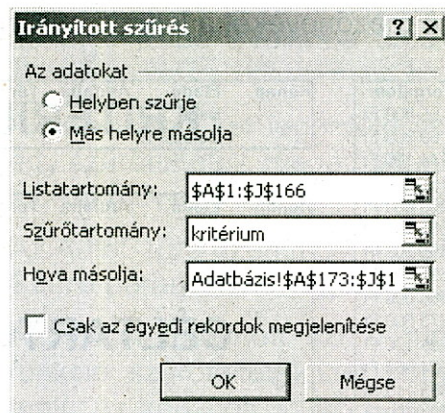 Irányított szűrés
Az adatokat
Helyben szűrje
Más helyre másolja
Listatartomány: $A$1:$J$166
Szűrőtartomány: kritérium
Hova másolja: Adatbázis!$A$173:$J$1
Csak az egyedi rekordok megjelenítése
OK Mégse